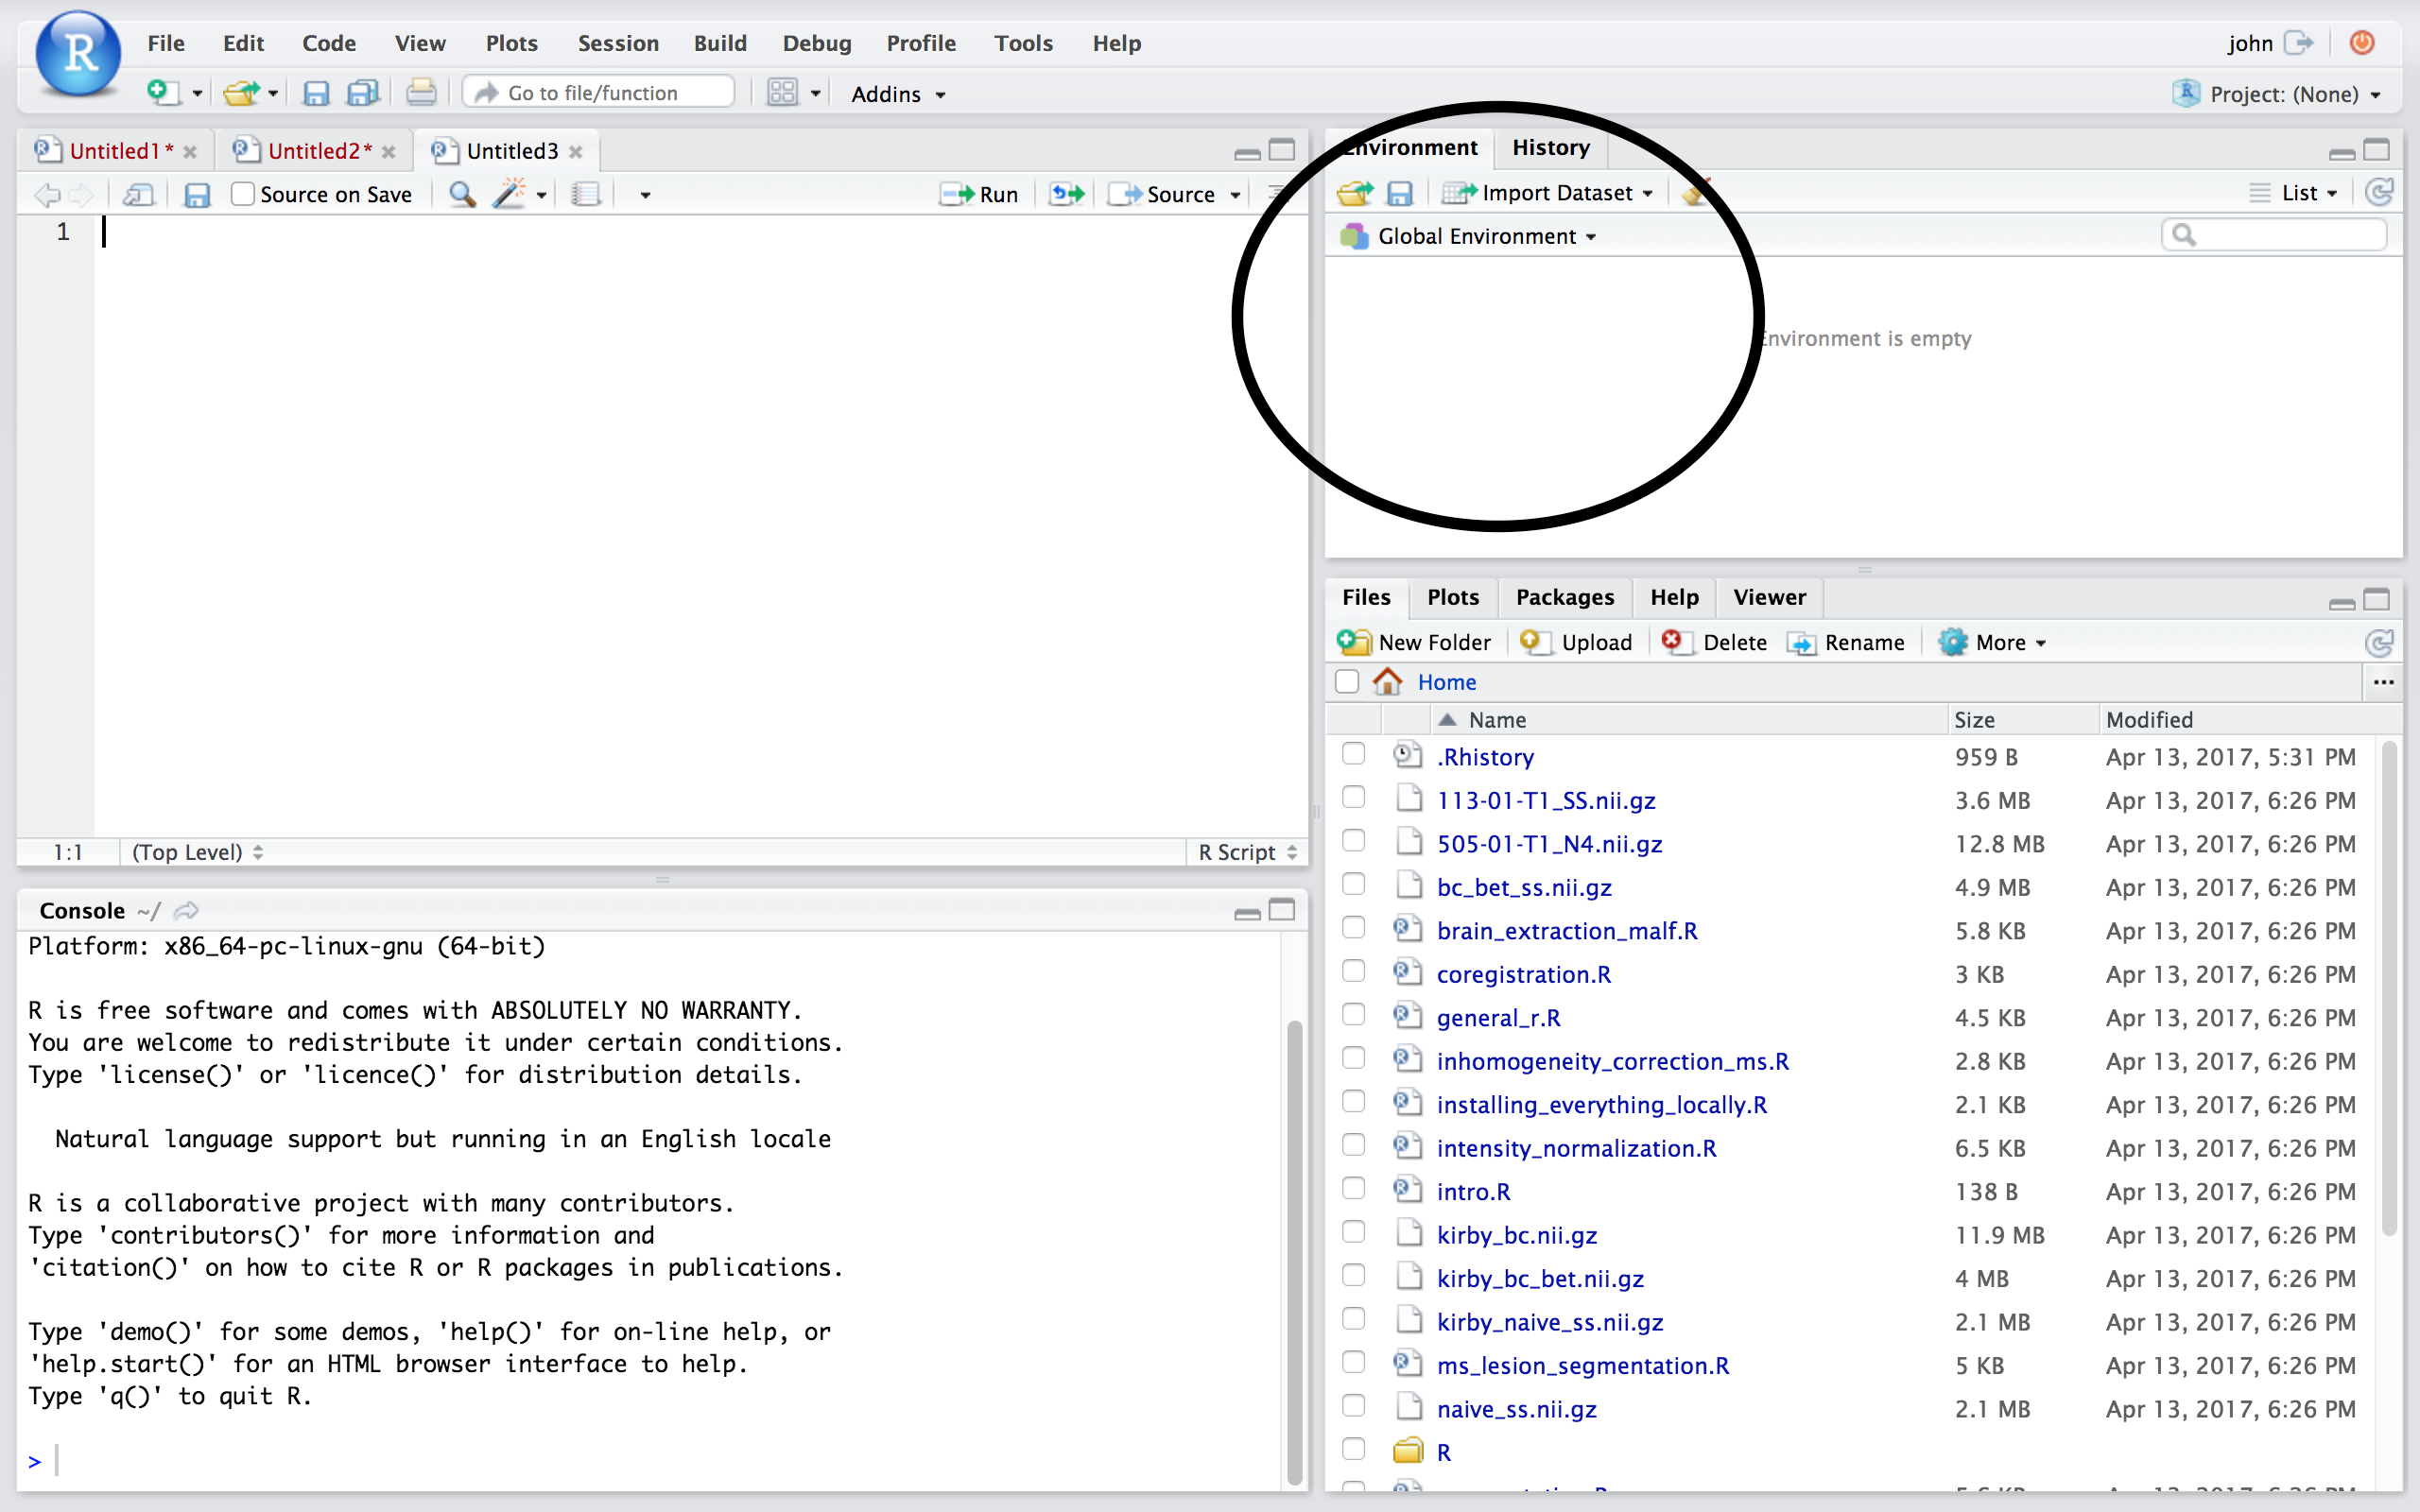 R
File Edit Code View Plots Session Build Debug Profile Tools Help
john
Go to file/function
Addins
Project: (None)
Untitled1*
Untitled2*
Untitled3
Source on Save
Run
Source
1
1:1
(Top Level)
R Script
Console ~/
Platform: x86_64-pc-linux-gnu (64-bit)
R is free software and comes with ABSOLUTELY NO WARRANTY.
You are welcome to redistribute it under certain conditions.
Type 'license()' or 'licence()' for distribution details.
Natural language support but running in an English locale
R is a collaborative project with many contributors.
Type 'contributors()' for more information and
'citation()' on how to cite R or R packages in publications.
Type 'demo()' for some demos, 'help()' for on-line help, or
'help.start()' for an HTML browser interface to help.
Type 'q()' to quit R.
>
Environment History
Import Dataset
List
Global Environment
Environment is empty
Files Plots Packages Help Viewer
New Folder Upload Delete Rename More
Home ...
Name Size Modified
.Rhistory 959 B Apr 13, 2017, 5:31 PM
113-01-T1_SS.nii.gz 3.6 MB Apr 13, 2017, 6:26 PM
505-01-T1_N4.nii.gz 12.8 MB Apr 13, 2017, 6:26 PM
bc_bet_ss.nii.gz 4.9 MB Apr 13, 2017, 6:26 PM
brain_extraction_malf.R 5.8 KB Apr 13, 2017, 6:26 PM
coregistration.R 3 KB Apr 13, 2017, 6:26 PM
general_r.R 4.5 KB Apr 13, 2017, 6:26 PM
inhomogeneity_correction_ms.R 2.8 KB Apr 13, 2017, 6:26 PM
installing_everything_locally.R 2.1 KB Apr 13, 2017, 6:26 PM
intensity_normalization.R 6.5 KB Apr 13, 2017, 6:26 PM
intro.R 138 B Apr 13, 2017, 6:26 PM
kirby_bc.nii.gz 11.9 MB Apr 13, 2017, 6:26 PM
kirby_bc_bet.nii.gz 4 MB Apr 13, 2017, 6:26 PM
kirby_naive_ss.nii.gz 2.1 MB Apr 13, 2017, 6:26 PM
ms_lesion_segmentation.R 5 KB Apr 13, 2017, 6:26 PM
naive_ss.nii.gz 2.1 MB Apr 13, 2017, 6:26 PM
R